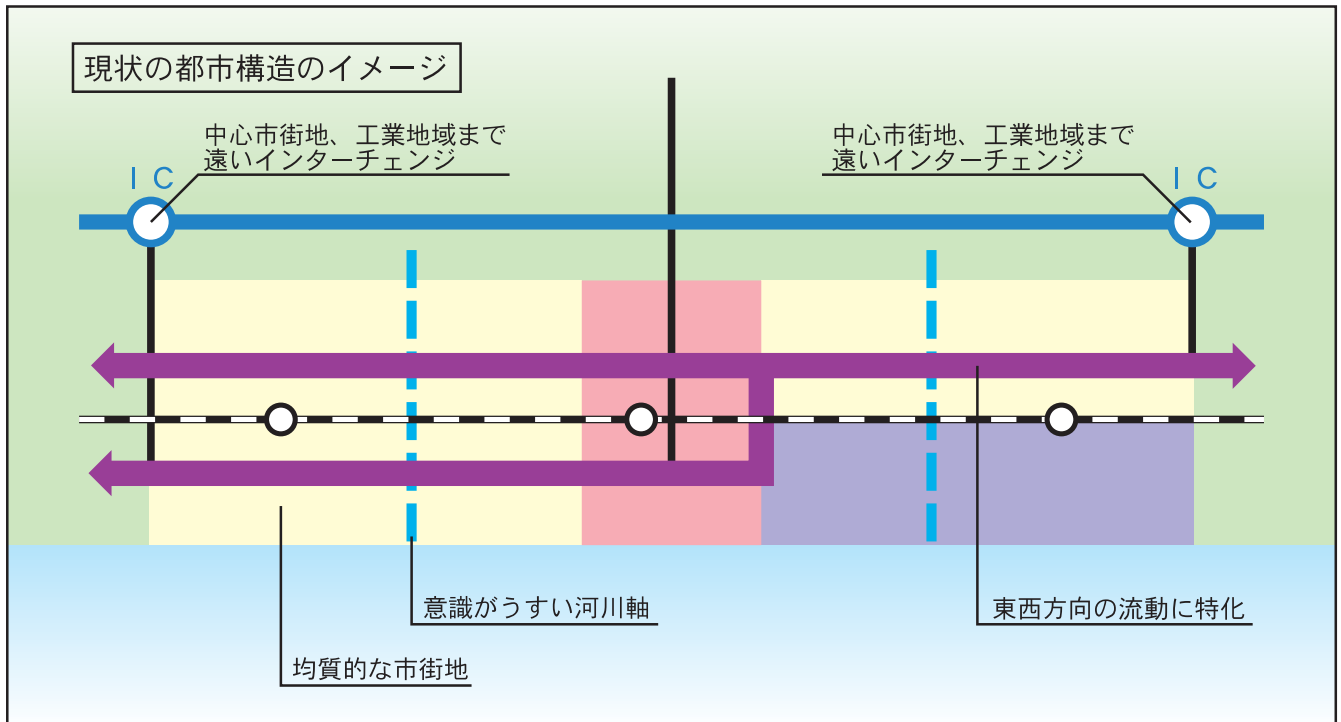 現状の都市構造のイメージ
中心市街地、工業地域まで
遠いインターチェンジ
中心市街地、工業地域まで
遠いインターチェンジ
ＩＣ
ＩＣ
意識がうすい河川軸
東西方向の流動に特化
均質的な市街地